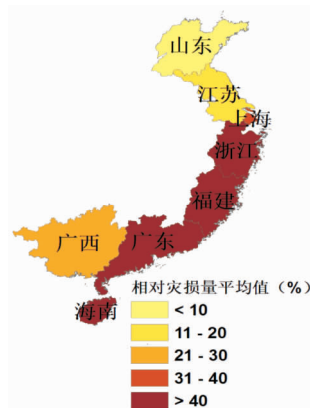 山东
江苏
上海
浙江
福建
广西
广东
海南
相对灾损量平均值（%）
< 10
11 - 20
21 - 30
31 - 40
> 40